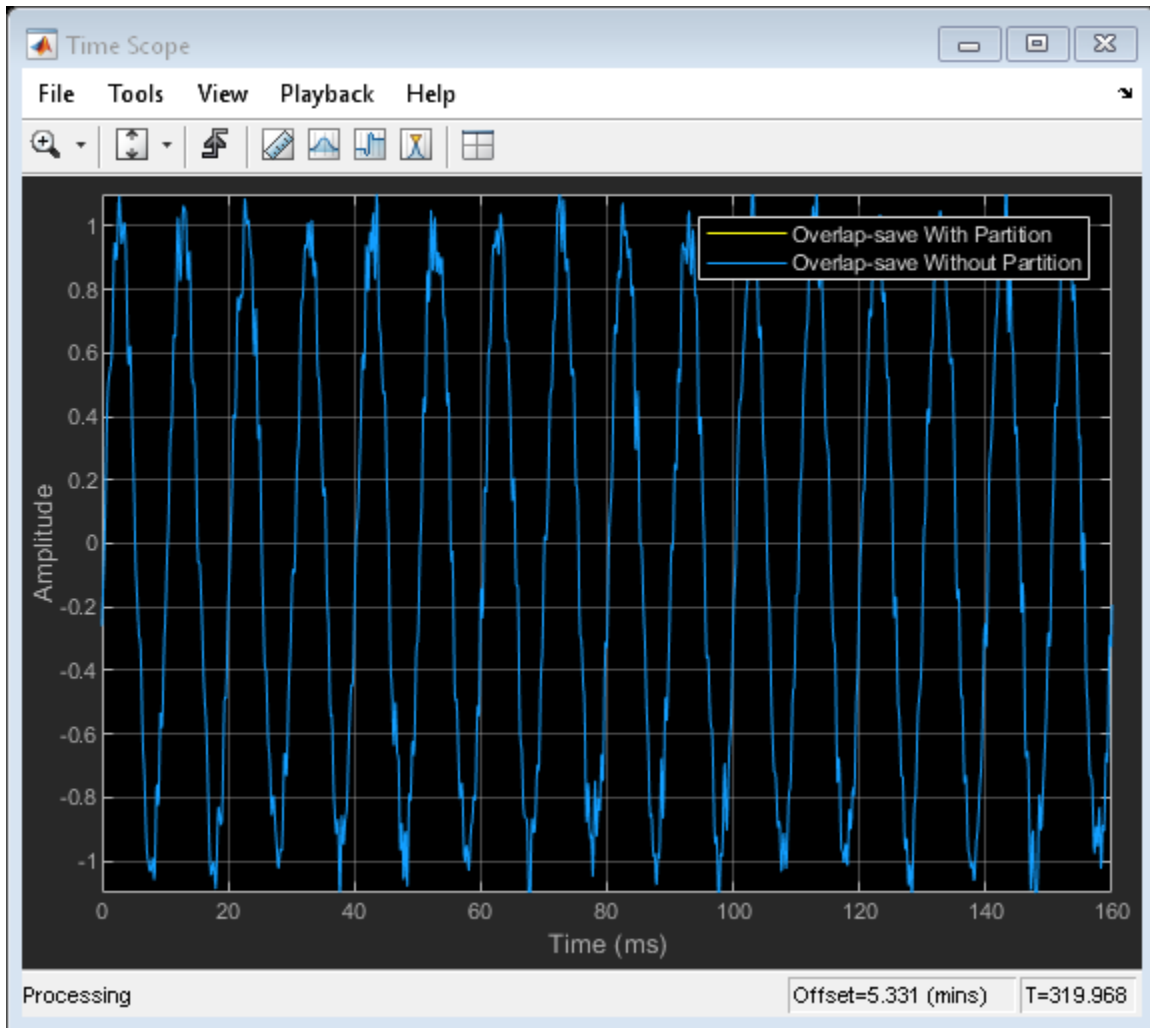 Time Scope
File Tools View Playback Help
Overlap-save With Partition
Overlap-save Without Partition
1
0.8
0.6
0.4
0.2
0
-0.2
-0.4
-0.6
-0.8
-1
Amplitude
0 20 40 60 80 100 120 140 160
Time (ms)
Processing Offset=5.331 (mins) T=319.968